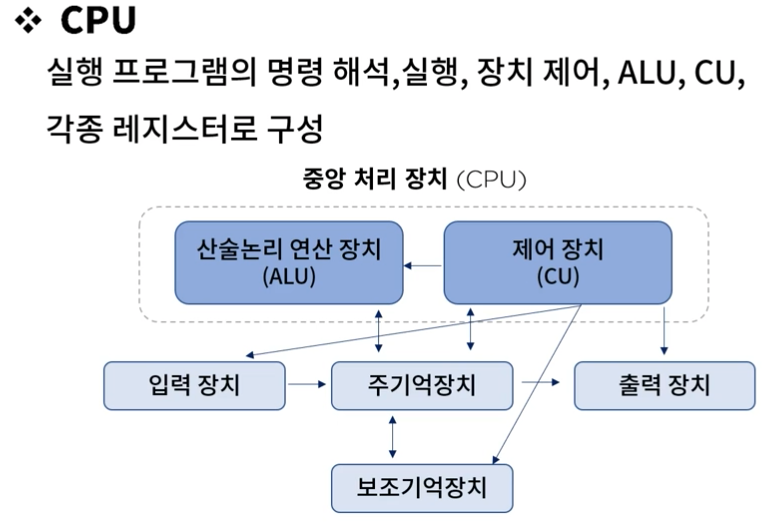 ❖ CPU
실행 프로그램의 명령 해석,실행, 장치 제어, ALU, CU,
각종 레지스터로 구성
중앙 처리 장치 (CPU)
산술논리 연산 장치
(ALU)
제어 장치
(CU)
입력 장치
주기억장치
출력 장치
보조기억장치